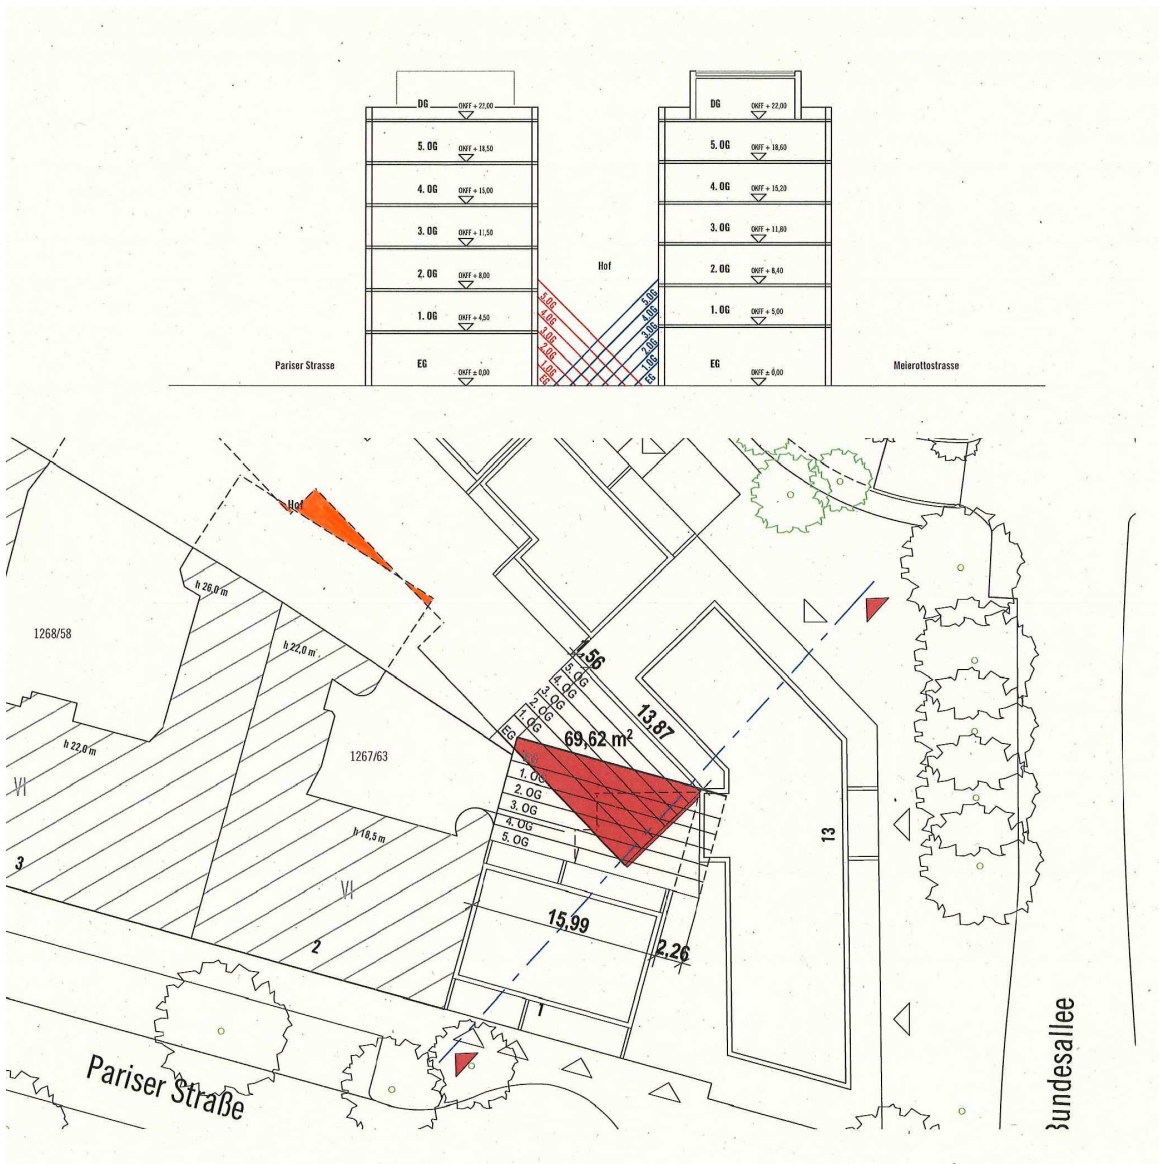 DG OKFF + 22,00
5. OG OKFF + 18,50
4. OG OKFF + 15,00
3. OG OKFF + 11,50
2. OG OKFF + 8,00
1. OG OKFF + 4,50
EG OKFF ± 0,00
Pariser Strasse
5.OG
4.OG
3.OG
2.OG
1.OG
EG
Hof
5.OG
4.OG
3.OG
2.OG
1.OG
EG
DG OKFF + 22,00
5. OG OKFF + 18,60
4. OG OKFF + 15,20
3. OG OKFF + 11,80
2. OG OKFF + 8,40
1. OG OKFF + 5,00
EG OKFF ± 0,00
Meierottostrasse
Hof
h 26,0 m
1268/58
h 22,0 m
h 22,0 m
VI
3
1267/63
h 18,5 m
VI
2
1,56
5. OG
4. OG
3. OG
2. OG
1. OG
EG
13,87
69,62 m²
1. OG
2. OG
3. OG
4. OG
5. OG
15,99
2,26
1
13
Pariser Straße
Bundesallee